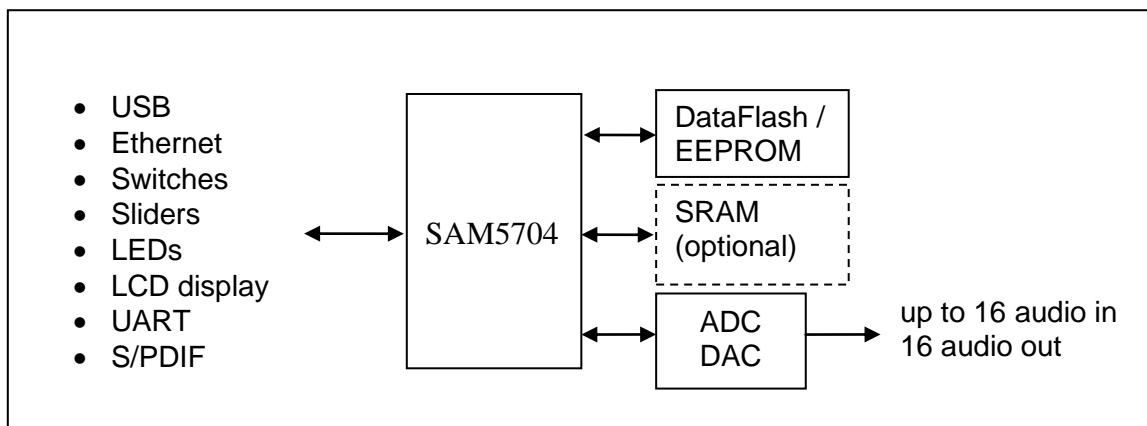 • USB
• Ethernet
• Switches
• Sliders
• LEDs
• LCD display
• UART
• S/PDIF
SAM5704
DataFlash /
EEPROM
SRAM
(optional)
ADC
DAC
up to 16 audio in
16 audio out